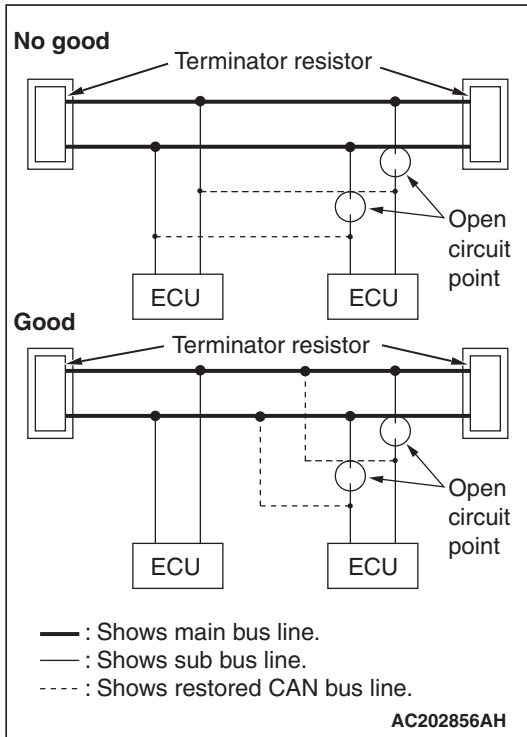 No good
Terminator resistor
Open
circuit
point
ECU ECU
Good
Terminator resistor
Open
circuit
point
ECU ECU
: Shows main bus line.
: Shows sub bus line.
: Shows restored CAN bus line.
AC202856AH